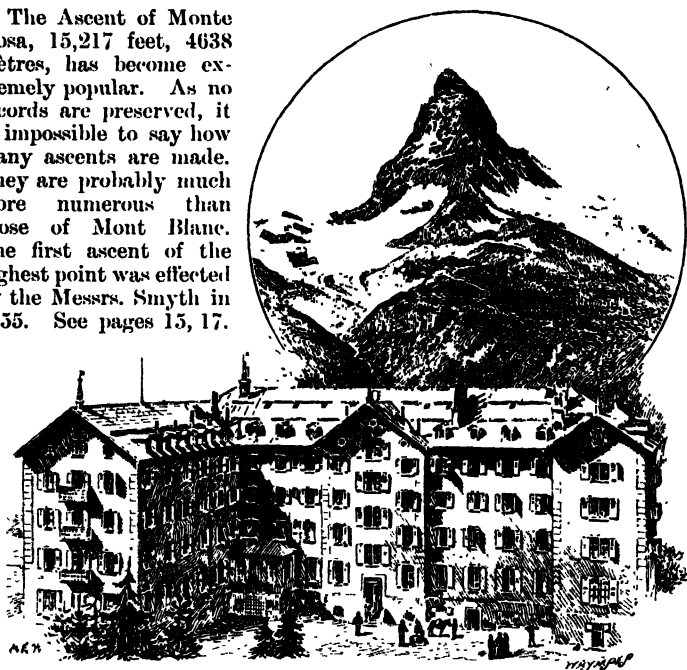 The Ascent of Monte
osa, 15,217 feet, 4638
ètres, has become ex-
emely popular. As no
cords are preserved, it
impossible to say how
any ascents are made.
hey are probably much
ore numerous than
ose of Mont Blanc.
he first ascent of the
ghest point was effected
the Messrs. Smyth in
55. See pages 15, 17.